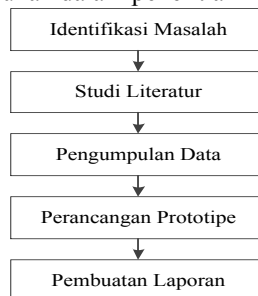 Identifikasi Masalah
Studi Literatur
Pengumpulan Data
Perancangan Prototipe
Pembuatan Laporan